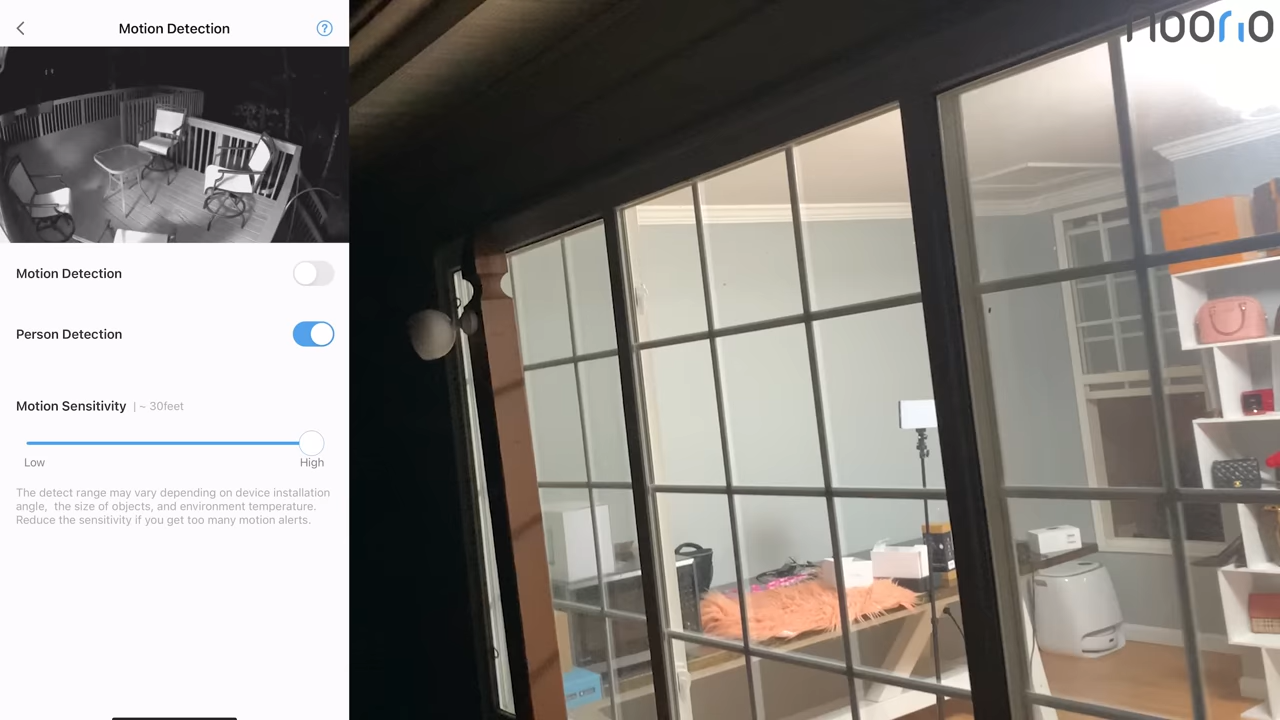 Motion Detection
?
noorio
Motion Detection
Person Detection
Motion Sensitivity | ~ 30feet
Low
High
The detect range may vary depending on device installation
angle, the size of objects, and environment temperature.
Reduce the sensitivity if you get too many motion alerts.